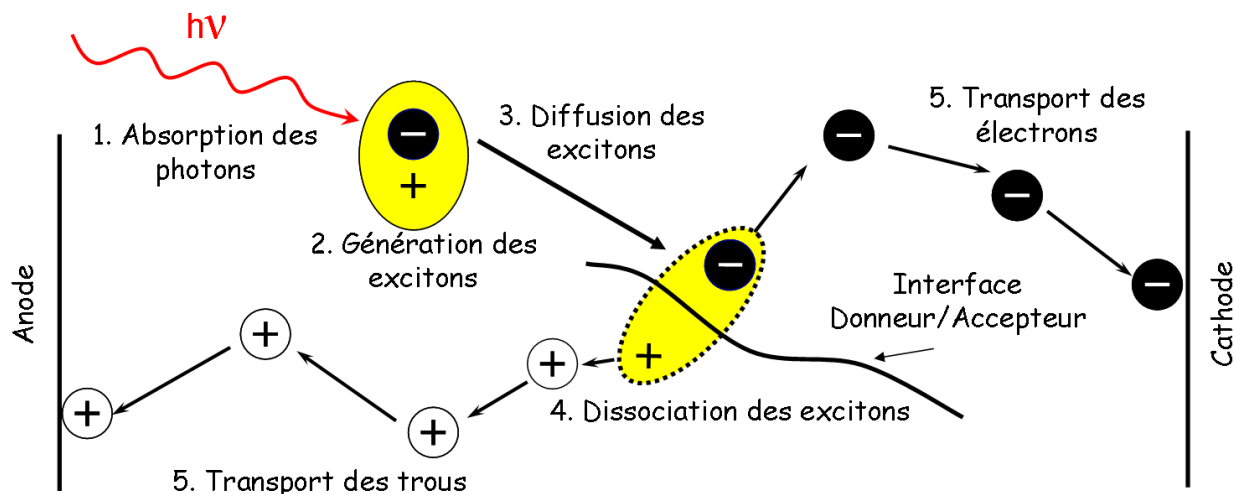 hν
1. Absorption des
photons
2. Génération des
excitons
3. Diffusion des
excitons
5. Transport des
électrons
Interface
Donneur/Accepteur
4. Dissociation des excitons
5. Transport des trous
Anode
Cathode